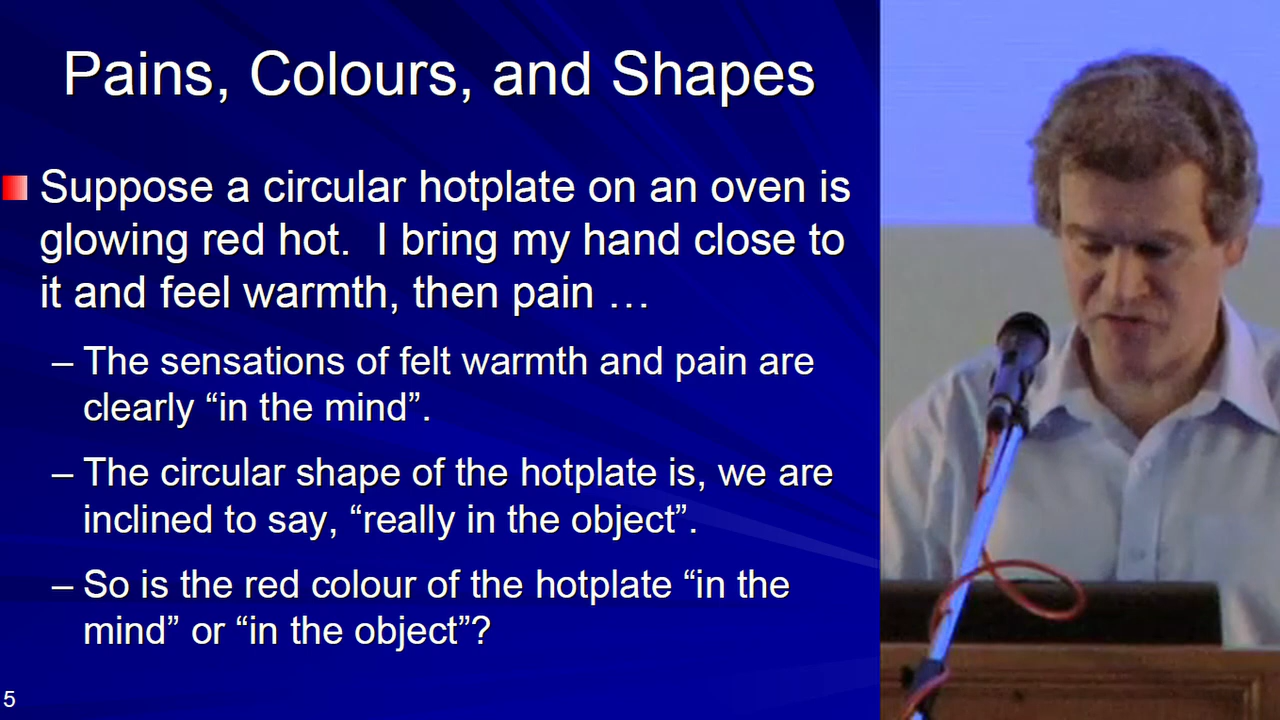 Pains, Colours, and Shapes
Suppose a circular hotplate on an oven is
glowing red hot.  I bring my hand close to
it and feel warmth, then pain …
– The sensations of felt warmth and pain are
clearly “in the mind”.
– The circular shape of the hotplate is, we are
inclined to say, “really in the object”.
– So is the red colour of the hotplate “in the
mind” or “in the object”?
5